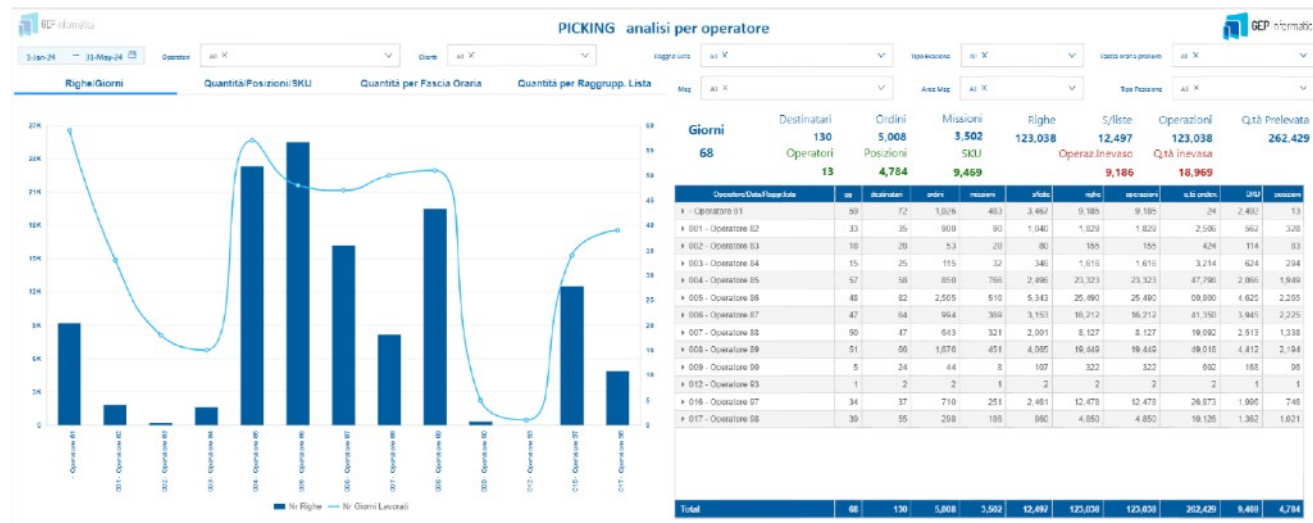 GEP Informatica
PICKING analisi per operatore
GEP Informatic
1-Jan-24 → 31-May-24
Operatori
All ×
Clienti
All ×
All ×
Tipo Missione
All ×
Fascia oraria prelievo
All ×
Righe/Giorni
Quantità/Posizioni/SKU
Quantità per Fascia Oraria
Quantità per Raggrupp. Lista
Mag
All ×
Area Mag
All ×
Tipo Posizione
All ×
Giorni
68
Destinatari Ordini Missioni Righe S/liste Operazioni Q.tà Prelevata
130 5,008 3,502 123,038 12,497 123,038 262,429
Operatori Posizioni SKU Operaz.Inevaso Q.tà inevasa
13 4,784 9,469 9,186 18,969
27K
24K
21K
18K
15K
12K
9K
6K
3K
0
60
55
50
45
40
35
30
25
20
15
10
5
0
- Operatore 81
001 - Operatore 82
002 - Operatore 83
003 - Operatore 84
004 - Operatore 85
005 - Operatore 86
006 - Operatore 87
007 - Operatore 88
008 - Operatore 89
009 - Operatore 90
012 - Operatore 93
016 - Operatore 97
017 - Operatore 98
Nr Righe Nr Giorni Lavorati
Operatore/Data/Raggr.lista gg destinatari ordini missioni s/liste righe operazioni q.tà prelev. SKU posizioni
- Operatore 81 59 72 1,026 483 3,467 9,185 9,185 24 2,492 13
001 - Operatore 82 33 35 900 90 1,040 1,829 1,829 2,506 562 328
002 - Operatore 83 18 28 53 28 80 155 155 424 114 83
003 - Operatore 84 15 25 115 32 346 1,616 1,616 3,214 624 294
004 - Operatore 85 57 58 850 766 2,496 23,323 23,323 47,796 2,066 1,949
005 - Operatore 86 48 82 2,505 516 5,343 25,490 25,490 60,800 4,625 2,265
006 - Operatore 87 47 64 994 369 3,153 16,212 16,212 41,350 3,945 2,225
007 - Operatore 88 50 47 643 321 2,001 8,127 8,127 19,692 2,513 1,338
008 - Operatore 89 51 66 1,676 451 4,065 19,449 19,449 49,018 4,412 2,194
009 - Operatore 90 5 24 44 8 107 322 322 602 168 96
012 - Operatore 93 1 2 2 1 2 2 2 2 1 1
016 - Operatore 97 34 37 710 251 2,461 12,478 12,478 26,873 1,996 746
017 - Operatore 98 39 55 298 186 860 4,850 4,850 10,126 1,362 1,021
Total 68 130 5,008 3,502 12,497 123,038 123,038 262,429 9,469 4,784